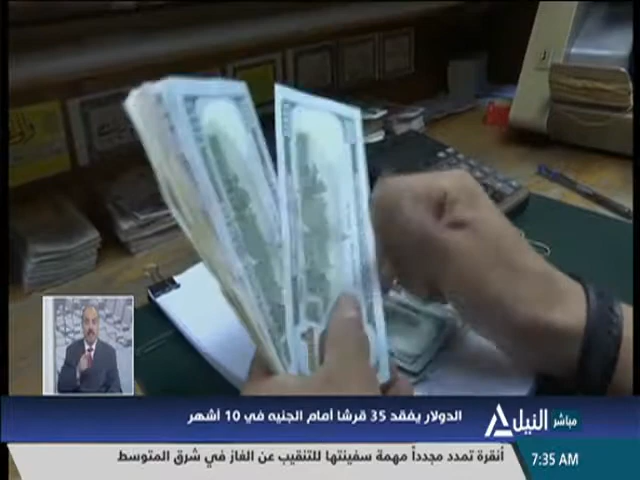 الدولار يفقد 35 قرشا أمام الجنيه في 10 أشهر
النيل
مباشر
أنقرة تمدد مجدداً مهمة سفينتها للتنقيب عن الغاز في شرق المتوسط
7:35 AM